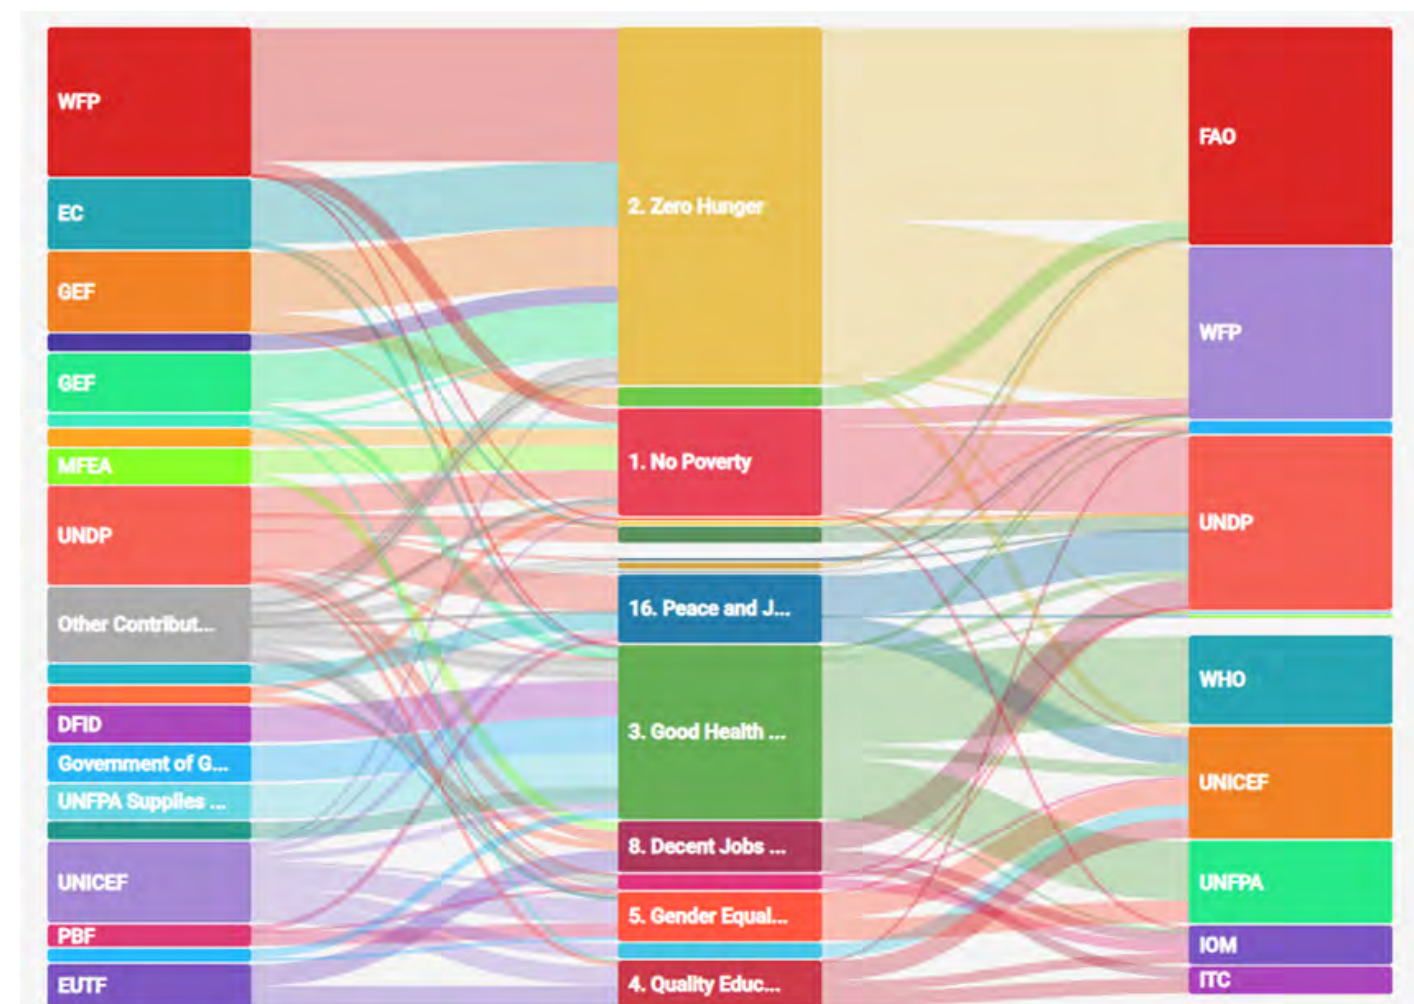 WFP
EC
GEF
GEF
MFEA
UNDP
Other Contribut...
DFID
Government of G...
UNFPA Supplies ...
UNICEF
PBF
EUTF
2. Zero Hunger
1. No Poverty
16. Peace and J...
3. Good Health ...
8. Decent Jobs ...
5. Gender Equal...
4. Quality Educ...
FAO
WFP
UNDP
WHO
UNICEF
UNFPA
IOM
ITC